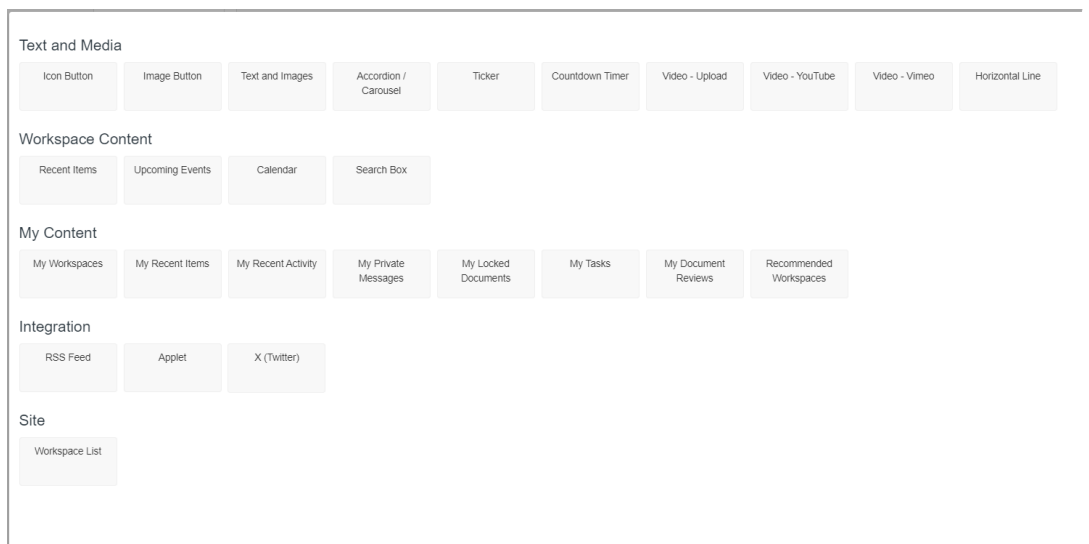 Text and Media
Icon Button
Image Button
Text and Images
Accordion /
Carousel
Ticker
Countdown Timer
Video - Upload
Video - YouTube
Video - Vimeo
Horizontal Line
Workspace Content
Recent Items
Upcoming Events
Calendar
Search Box
My Content
My Workspaces
My Recent Items
My Recent Activity
My Private
Messages
My Locked
Documents
My Tasks
My Document
Reviews
Recommended
Workspaces
Integration
RSS Feed
Applet
X (Twitter)
Site
Workspace List